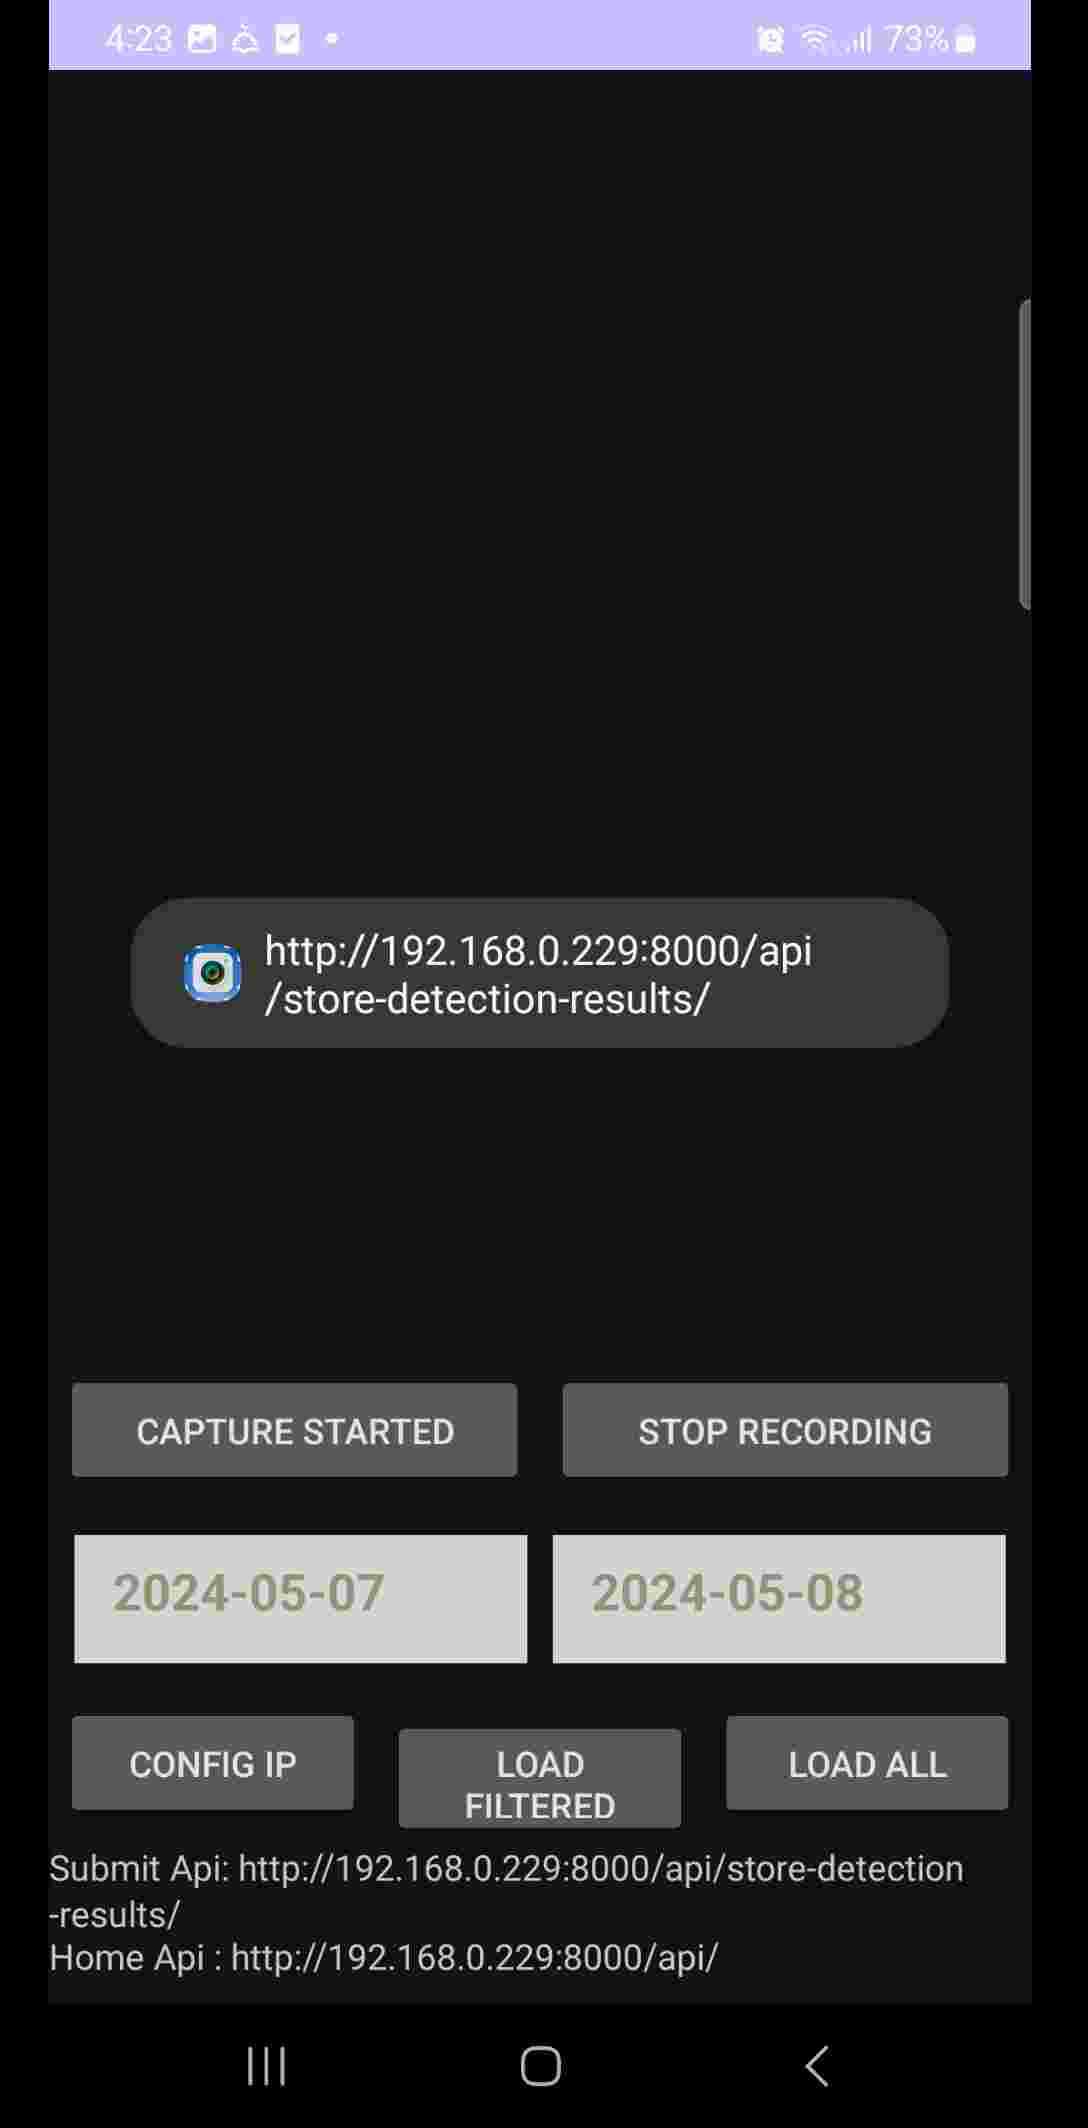 4:23 73%
http://192.168.0.229:8000/api
/store-detection-results/
CAPTURE STARTED STOP RECORDING
2024-05-07 2024-05-08
CONFIG IP LOAD FILTERED LOAD ALL
Submit Api: http://192.168.0.229:8000/api/store-detection
-results/
Home Api : http://192.168.0.229:8000/api/